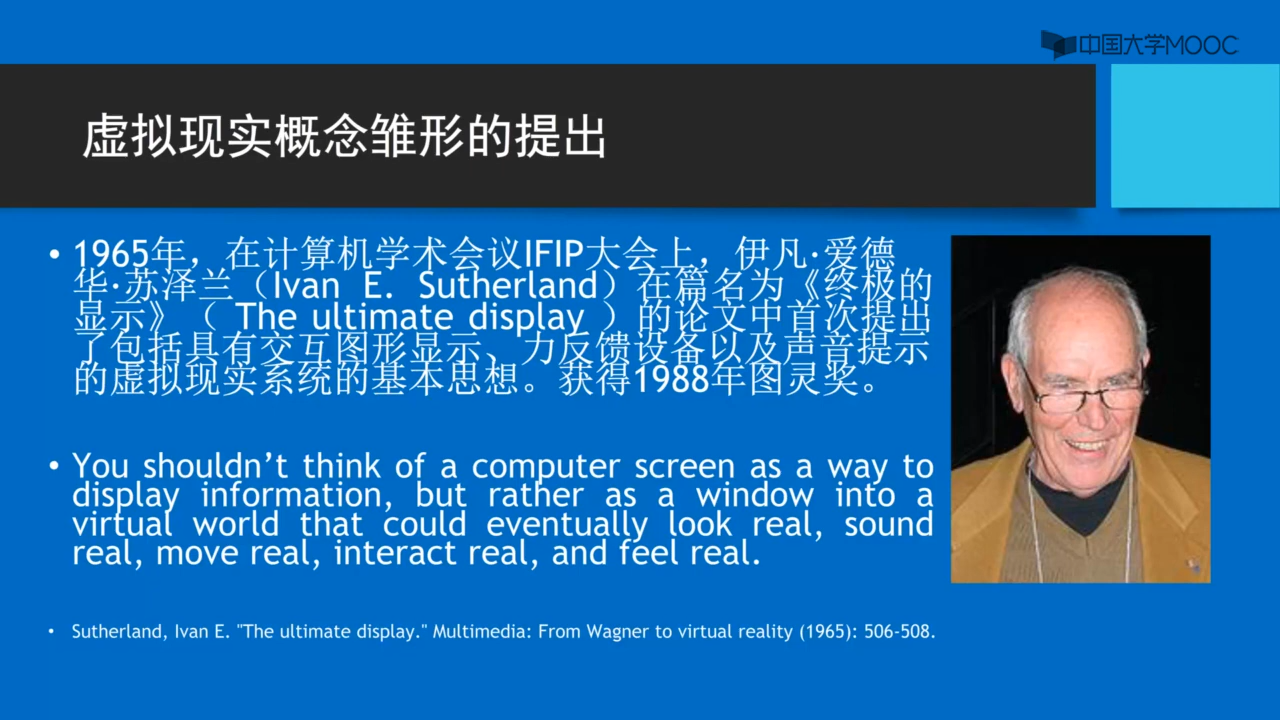 中国大学MOOC
虚拟现实概念雏形的提出
• 1965年，在计算机学术会议IFIP大会上，伊凡·爱德
华·苏泽兰（Ivan E. Sutherland）在篇名为《终极的
显示》（ The ultimate display ）的论文中首次提出
了包括具有交互图形显示、力反馈设备以及声音提示
的虚拟现实系统的基本思想。获得1988年图灵奖。
• You shouldn’t think of a computer screen as a way to
display information, but rather as a window into a
virtual world that could eventually look real, sound
real, move real, interact real, and feel real.
• Sutherland, Ivan E. "The ultimate display." Multimedia: From Wagner to virtual reality (1965): 506-508.